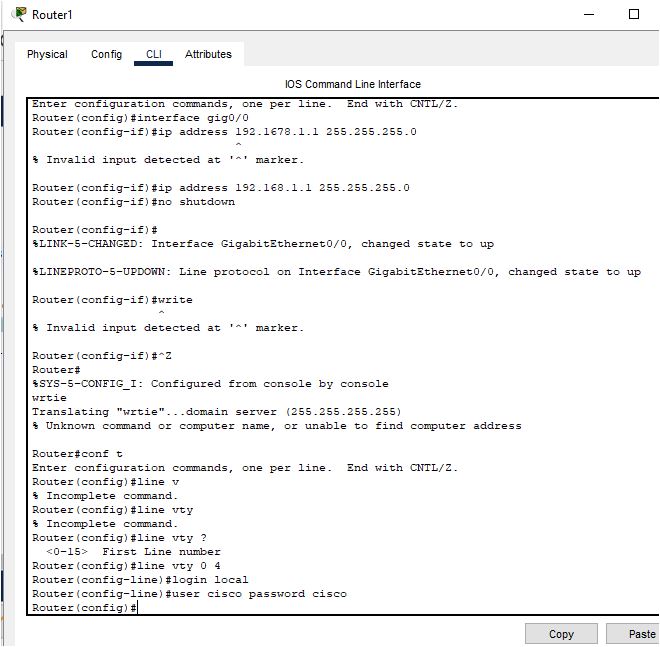 Router1
Physical Config CLI Attributes
IOS Command Line Interface
Enter configuration commands, one per line.  End with CNTL/Z.
Router(config)#interface gig0/0
Router(config-if)#ip address 192.1678.1.1 255.255.255.0
^
% Invalid input detected at '^' marker.
Router(config-if)#ip address 192.168.1.1 255.255.255.0
Router(config-if)#no shutdown
Router(config-if)#
%LINK-5-CHANGED: Interface GigabitEthernet0/0, changed state to up
%LINEPROTO-5-UPDOWN: Line protocol on Interface GigabitEthernet0/0, changed state to up
Router(config-if)#write
^
% Invalid input detected at '^' marker.
Router(config-if)#^Z
Router#
%SYS-5-CONFIG_I: Configured from console by console
wrtie
Translating "wrtie"...domain server (255.255.255.255)
% Unknown command or computer name, or unable to find computer address
Router#conf t
Enter configuration commands, one per line.  End with CNTL/Z.
Router(config)#line v
% Incomplete command.
Router(config)#line vty
% Incomplete command.
Router(config)#line vty ?
<0-15>  First Line number
Router(config)#line vty 0 4
Router(config-line)#login local
Router(config-line)#user cisco password cisco
Router(config)#
Copy Paste